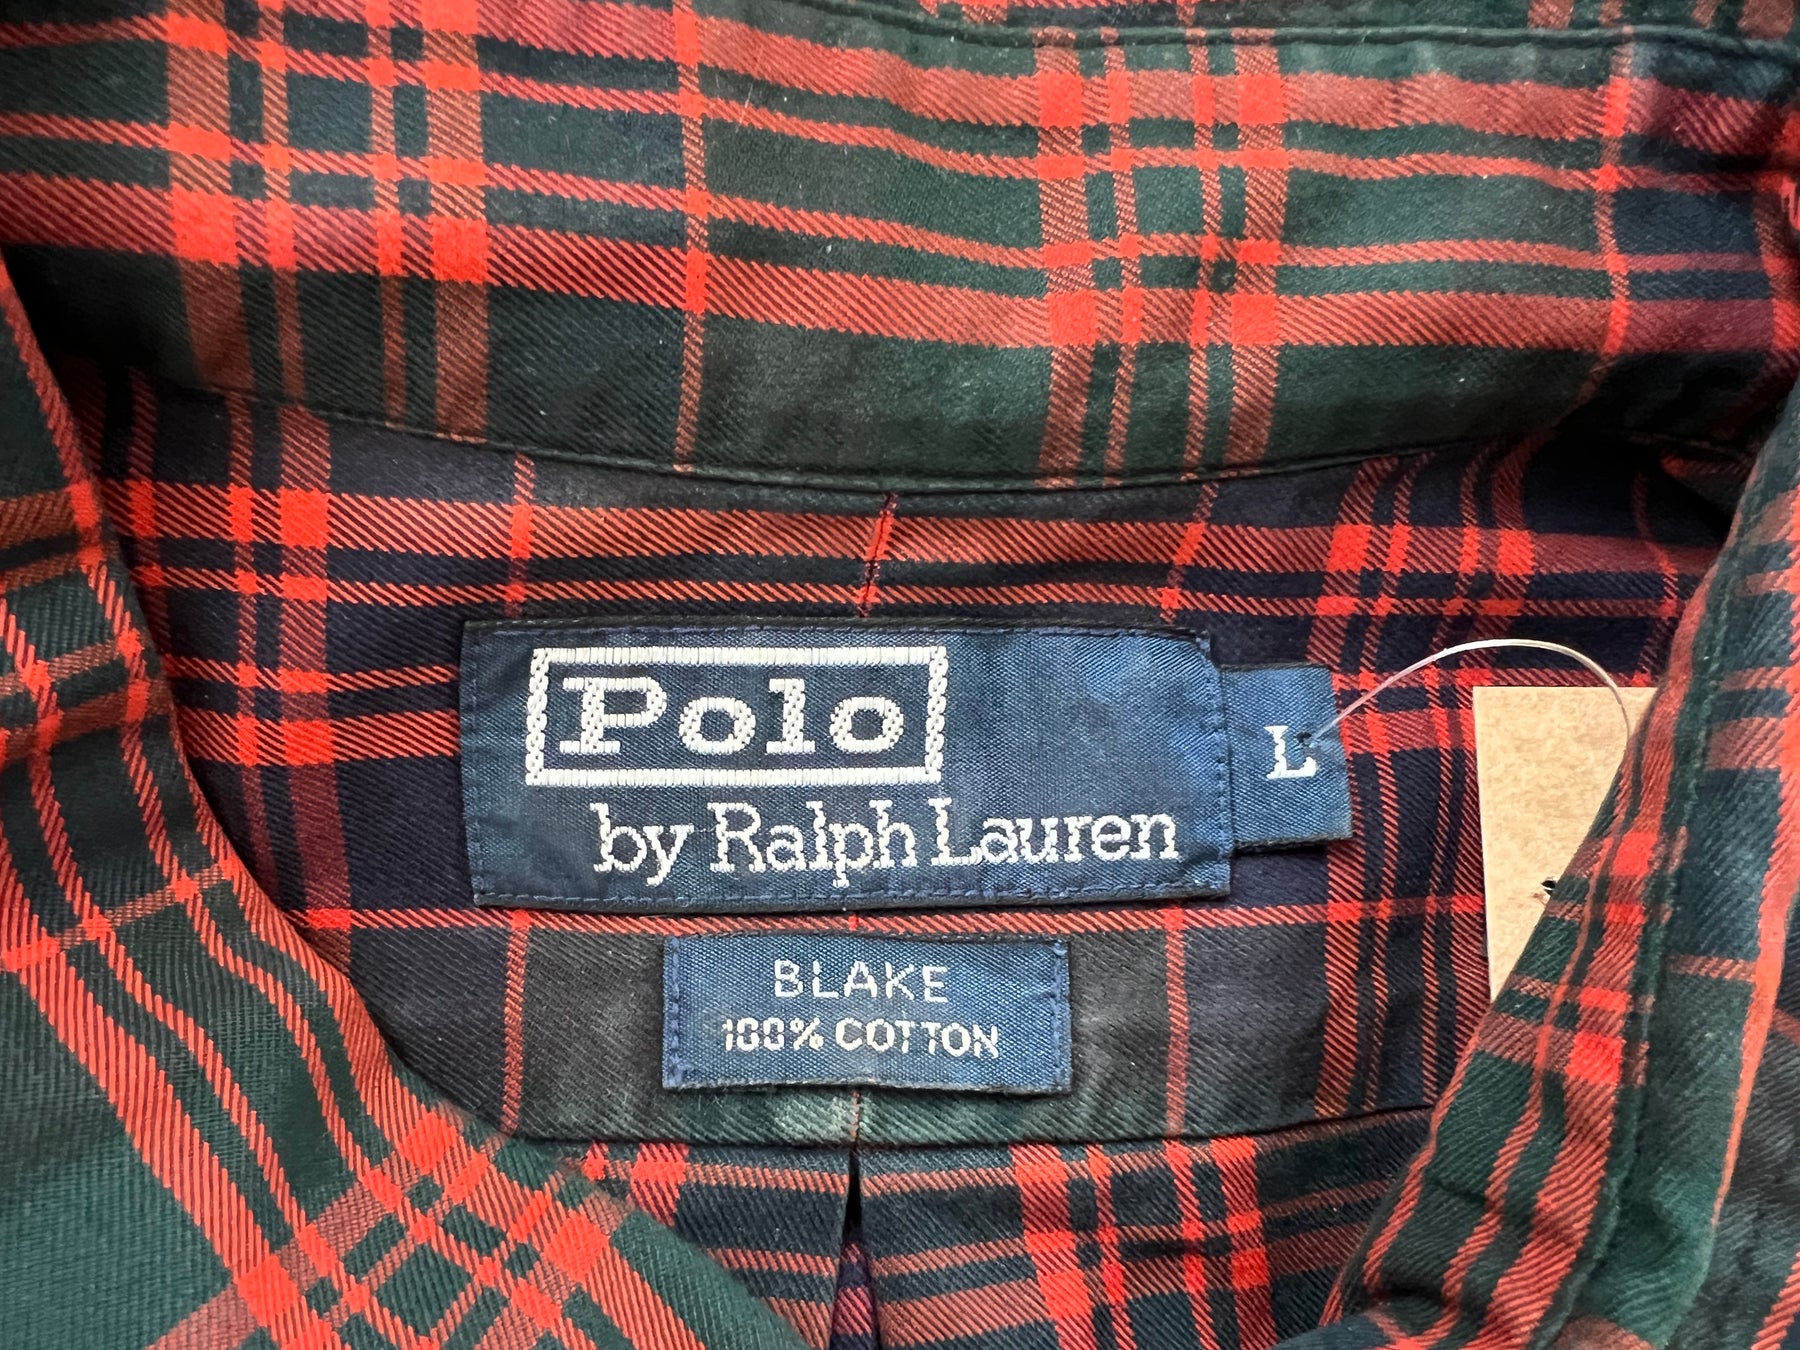 Polo
by Ralph Lauren
L
BLAKE
100% COTTON